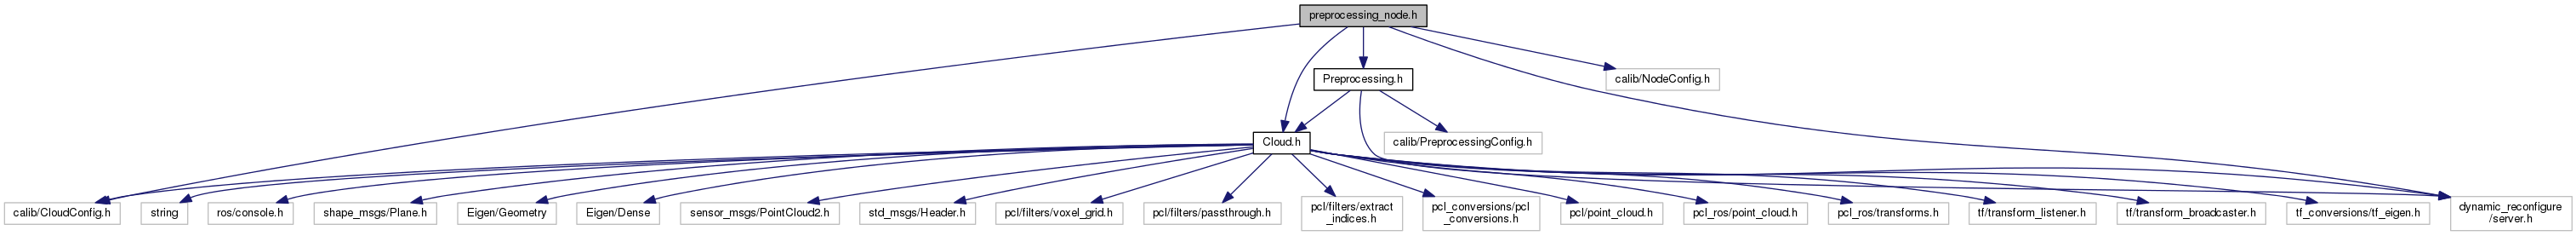 preprocessing_node.h
Preprocessing.h
calib/NodeConfig.h
Cloud.h
calib/PreprocessingConfig.h
calib/CloudConfig.h
string
ros/console.h
shape_msgs/Plane.h
Eigen/Geometry
Eigen/Dense
sensor_msgs/PointCloud2.h
std_msgs/Header.h
pcl/filters/voxel_grid.h
pcl/filters/passthrough.h
pcl/filters/extract
_indices.h
pcl_conversions/pcl
_conversions.h
pcl/point_cloud.h
pcl_ros/point_cloud.h
pcl_ros/transforms.h
tf/transform_listener.h
tf/transform_broadcaster.h
tf_conversions/tf_eigen.h
dynamic_reconfigure
/server.h